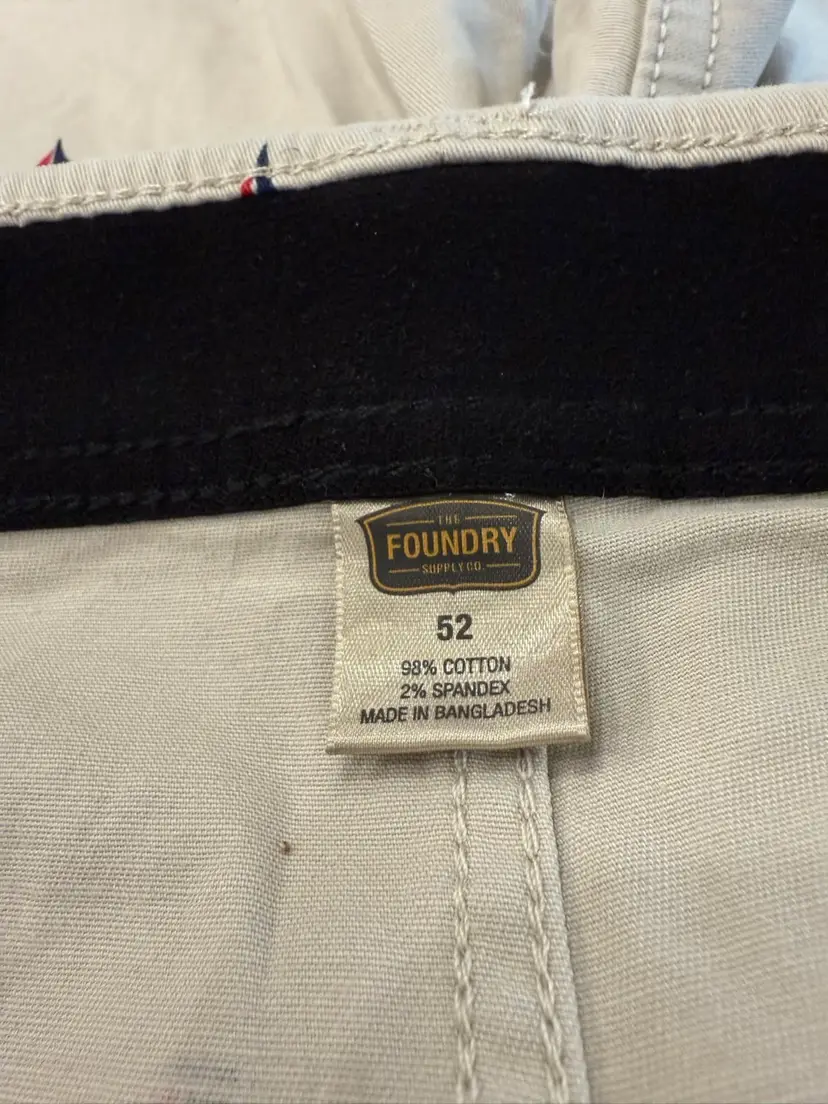 THE
FOUNDRY
SUPPLY CO.
52
98% COTTON
2% SPANDEX
MADE IN BANGLADESH